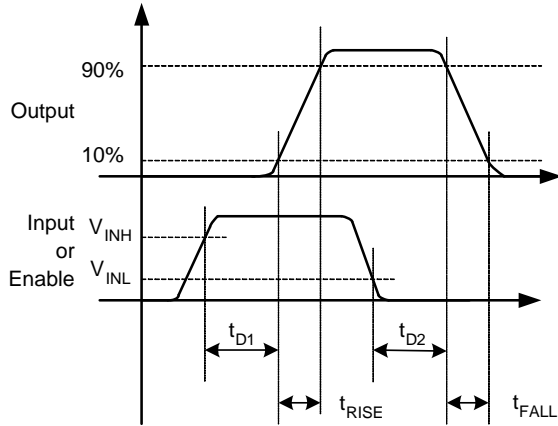 90%
Output
10%
Input
or
Enable
V_INH
V_INL
t_D1
t_D2
t_RISE
t_FALL